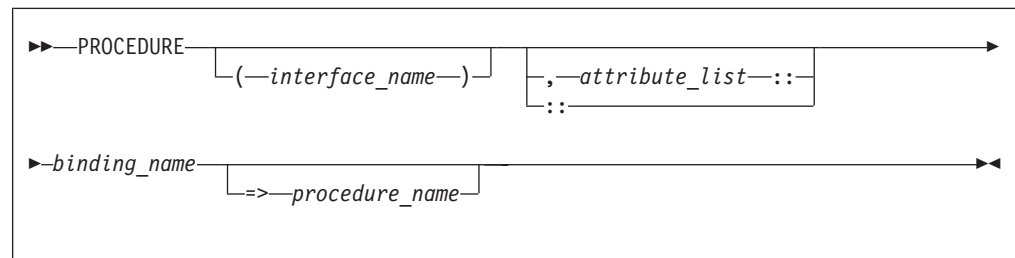 PROCEDURE
( interface_name ) , attribute_list ::
::
binding_name
=> procedure_name